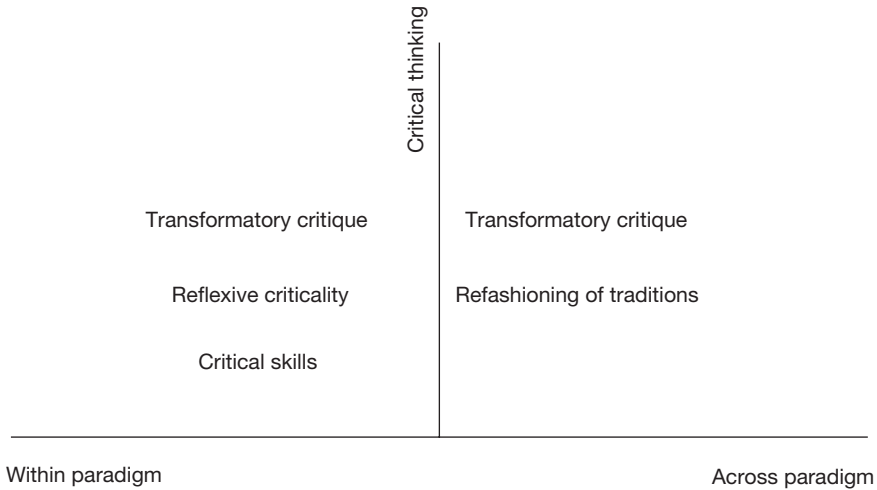 Critical thinking
Transformatory critique
Transformatory critique
Reflexive criticality
Refashioning of traditions
Critical skills
Within paradigm
Across paradigm